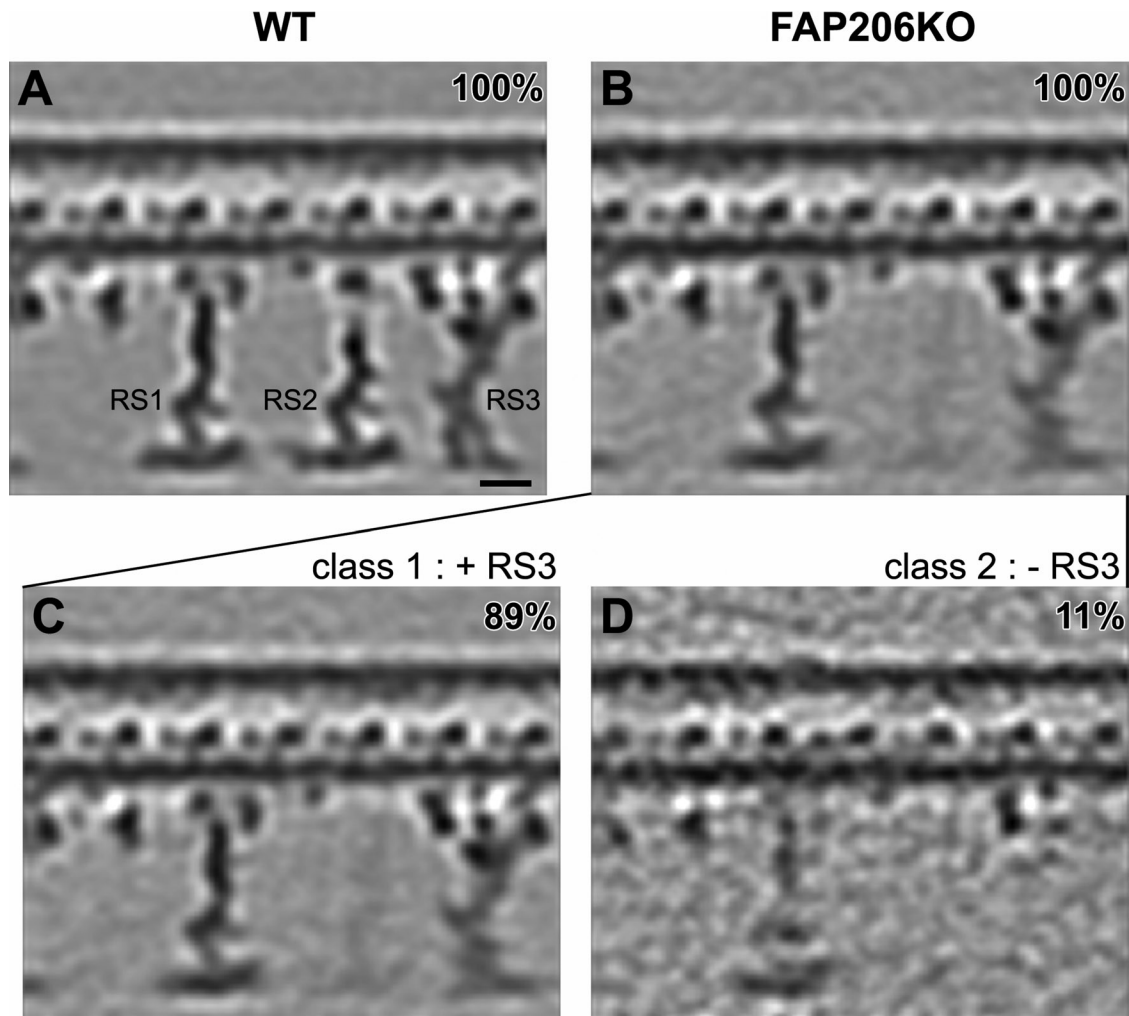 WT
FAP206KO
A
100%
B
100%
RS1
RS2
RS3
class 1 : + RS3
class 2 : - RS3
C
89%
D
11%